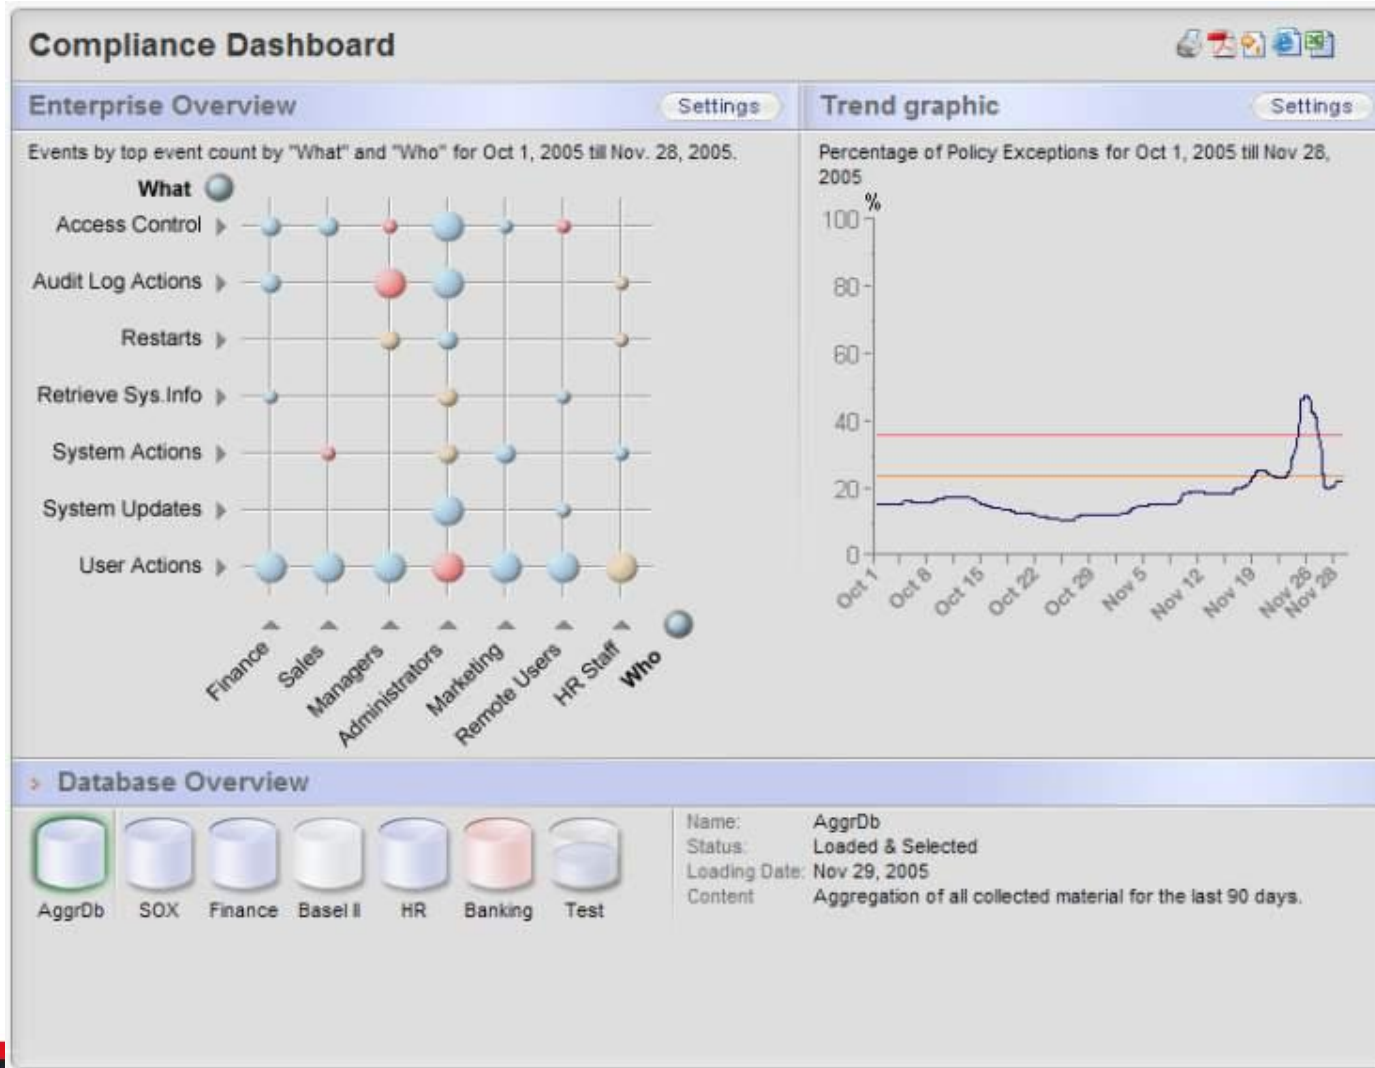 Compliance Dashboard
Enterprise Overview
Settings
Events by top event count by "What" and "Who" for Oct 1, 2005 till Nov. 28, 2005.
What
Access Control
Audit Log Actions
Restarts
Retrieve Sys.Info
System Actions
System Updates
User Actions
Finance
Sales
Managers
Administrators
Marketing
Remote Users
HR Staff
Who
Trend graphic
Settings
Percentage of Policy Exceptions for Oct 1, 2005 till Nov 28,
2005
%
100
80
60
40
20
0
Oct 1
Oct 8
Oct 15
Oct 22
Oct 29
Nov 5
Nov 12
Nov 19
Nov 26
Nov 28
Database Overview
AggrDb
SOX
Finance
Basel II
HR
Banking
Test
Name: AggrDb
Status: Loaded & Selected
Loading Date: Nov 29, 2005
Content Aggregation of all collected material for the last 90 days.